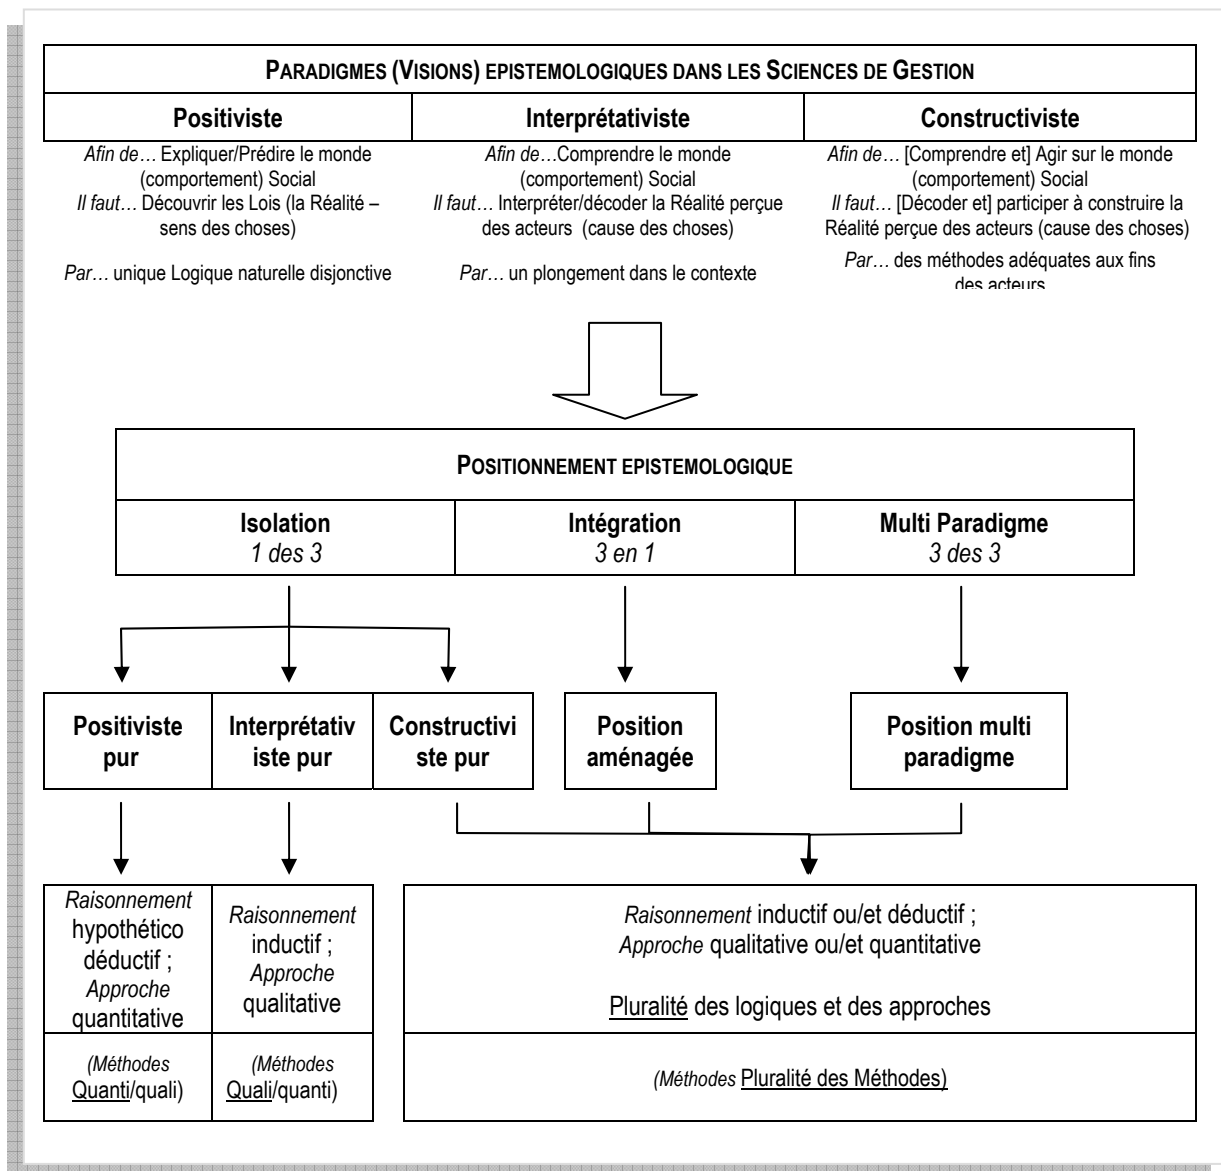 PARADIGMES (VISIONS) EPISTEMOLOGIQUES DANS LES SCIENCES DE GESTION
Positiviste
Afin de… Expliquer/Prédire le monde
(comportement) Social
Il faut… Découvrir les Lois (la Réalité –
sens des choses)
Par… unique Logique naturelle disjonctive
Interprétativiste
Afin de…Comprendre le monde
(comportement) Social
Il faut… Interpréter/décoder la Réalité perçue
des acteurs (cause des choses)
Par… un plongement dans le contexte
Constructiviste
Afin de… [Comprendre et] Agir sur le monde
(comportement) Social
Il faut… [Décoder et] participer à construire la
Réalité perçue des acteurs (cause des choses)
Par… des méthodes adéquates aux fins
des acteurs
POSITIONNEMENT EPISTEMOLOGIQUE
Isolation
1 des 3
Intégration
3 en 1
Multi Paradigme
3 des 3
Positiviste
pur
Interprétativ
iste pur
Constructivi
ste pur
Position
aménagée
Position multi
paradigme
Raisonnement
hypothético
déductif ;
Approche
quantitative
Raisonnement
inductif ;
Approche
qualitative
Raisonnement inductif ou/et déductif ;
Approche qualitative ou/et quantitative
Pluralité des logiques et des approches
(Méthodes
Quanti/quali)
(Méthodes
Quali/quanti)
(Méthodes Pluralité des Méthodes)